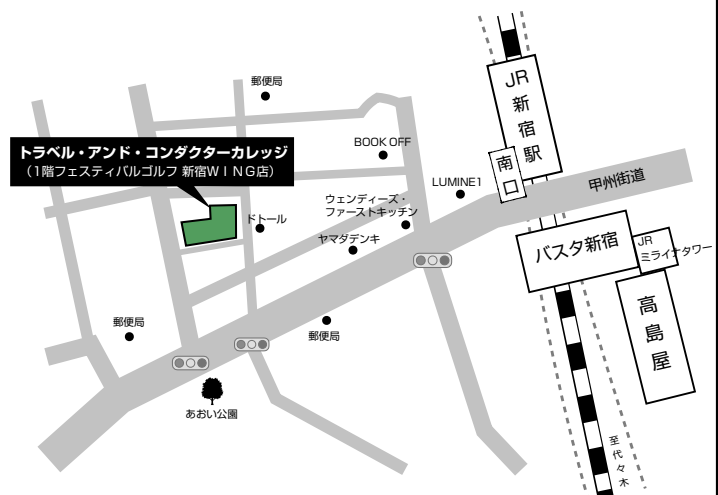 郵便局
トラベル・アンド・コンダクターカレッジ
（1階フェスティバルゴルフ 新宿ＷＩＮＧ店）
BOOK OFF
JR新宿駅
南口
LUMINE1
甲州街道
ウェンディーズ・
ファーストキッチン
ドトール
ヤマダデンキ
バスタ新宿
JR
ミライナタワー
高島屋
郵便局
郵便局
あおい公園
至代々木